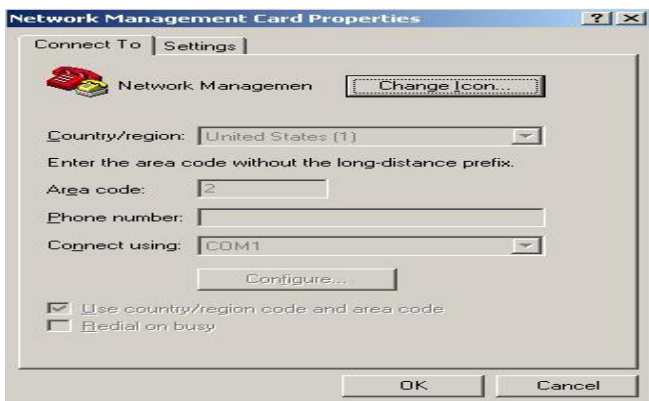 Network Management Card Properties
Connect To Settings
Network Managemen Change Icon...
Country/region: United States (1)
Enter the area code without the long-distance prefix.
Area code: 2
Phone number:
Connect using: COM1
Configure...
Use country/region code and area code
Redial on busy
OK Cancel